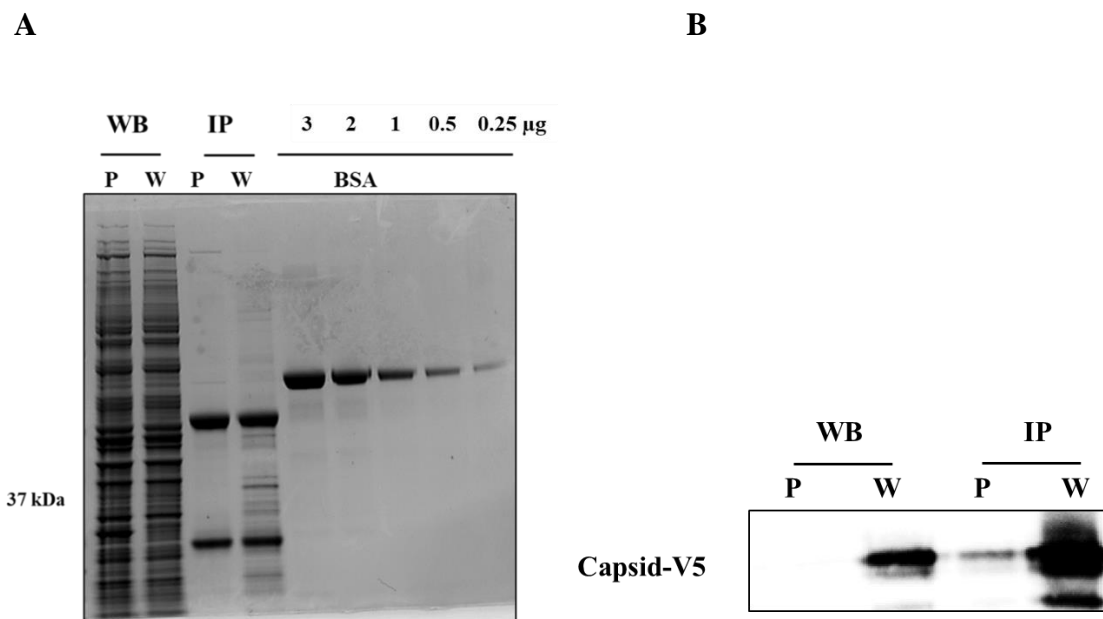 A
B
WB IP 3 2 1 0.5 0.25 µg
P W P W BSA
37 kDa
WB IP
P W P W
Capsid-V5